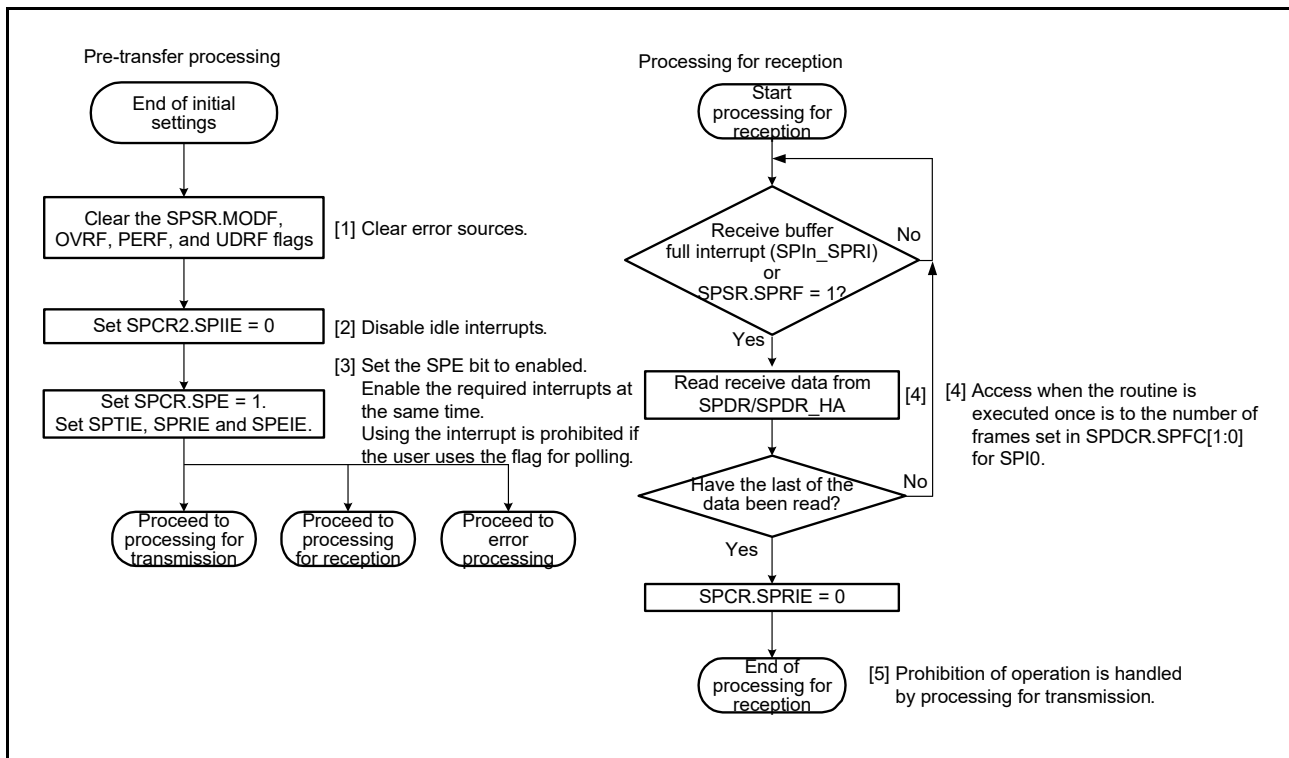 Pre-transfer processing
End of initial
settings
Clear the SPSR.MODF,
OVRF, PERF, and UDRF flags
[1] Clear error sources.
Set SPCR2.SPIIE = 0
[2] Disable idle interrupts.
Set SPCR.SPE = 1.
Set SPTIE, SPRIE and SPEIE.
[3] Set the SPE bit to enabled.
Enable the required interrupts at
the same time.
Using the interrupt is prohibited if
the user uses the flag for polling.
Proceed to
processing for
transmission
Proceed to
processing
for reception
Proceed to
error
processing
Processing for reception
Start
processing for
reception
Receive buffer
full interrupt (SPIn_SPRI)
or
SPSR.SPRF = 1?
No
Yes
Read receive data from
SPDR/SPDR_HA
[4]
[4] Access when the routine is
executed once is to the number of
frames set in SPDCR.SPFC[1:0]
for SPI0.
Have the last of the
data been read?
No
Yes
SPCR.SPRIE = 0
End of
processing for
reception
[5] Prohibition of operation is handled
by processing for transmission.